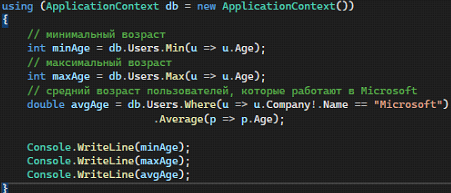 using (ApplicationContext db = new ApplicationContext())
{
    // минимальный возраст
    int minAge = db.Users.Min(u => u.Age);
    // максимальный возраст
    int maxAge = db.Users.Max(u => u.Age);
    // средний возраст пользователей, которые работают в Microsoft
    double avgAge = db.Users.Where(u => u.Company!.Name == "Microsoft")
                        .Average(p => p.Age);

    Console.WriteLine(minAge);
    Console.WriteLine(maxAge);
    Console.WriteLine(avgAge);
}